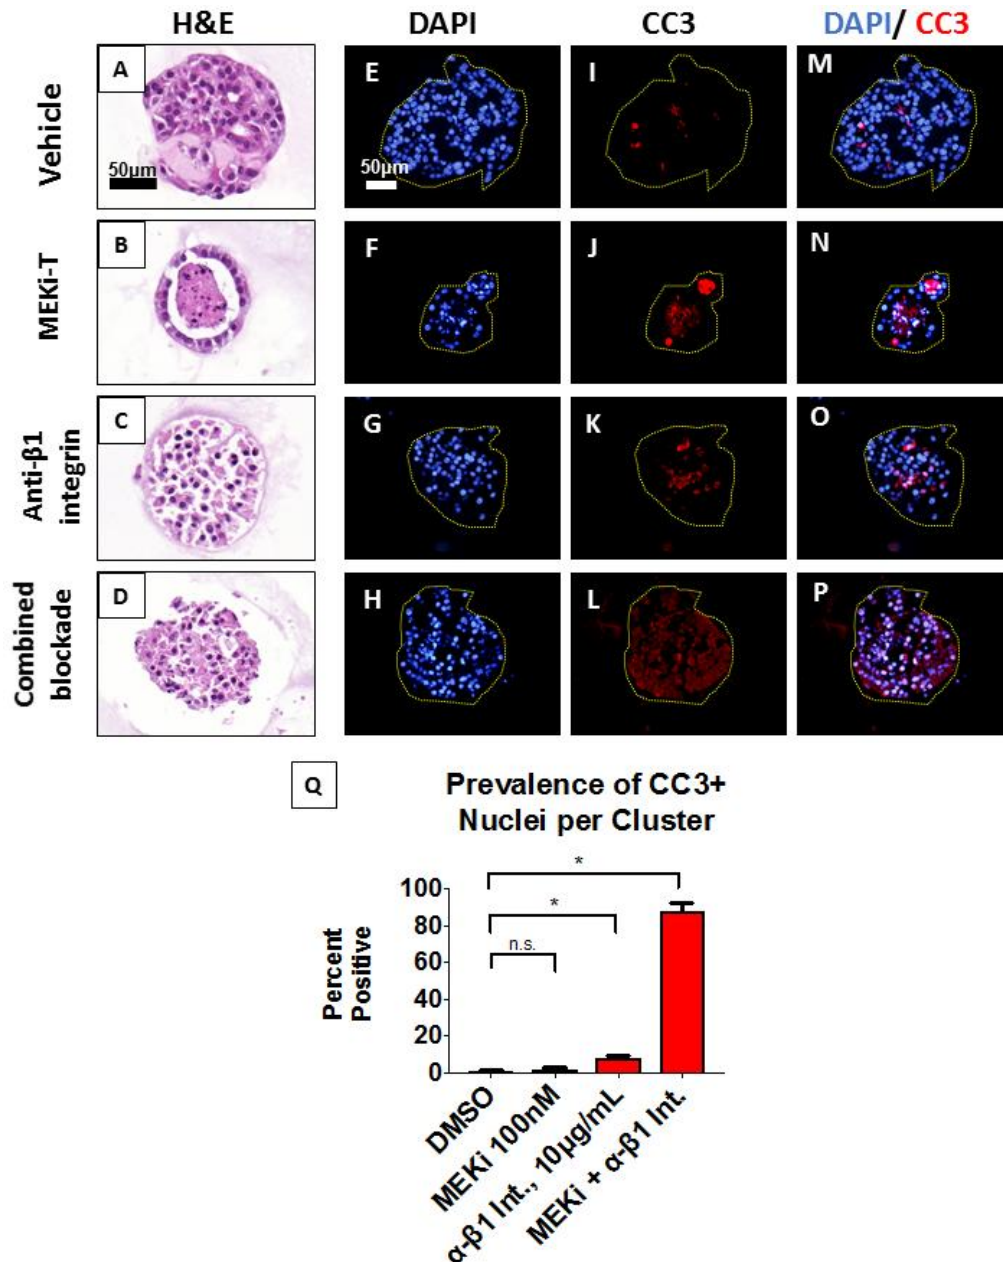 H&E DAPI CC3 DAPI/ CC3
Vehicle
A E I M
50μm 50μm
MEKi-T
B F J N
Anti-β1
integrin
C G K O
Combined
blockade
D H L P
Q
Prevalence of CC3+
Nuclei per Cluster
*
*
n.s.
Percent
Positive
100
80
60
40
20
0
DMSO
MEKi 100nM
α-β1 Int., 10μg/mL
MEKi + α-β1 Int.